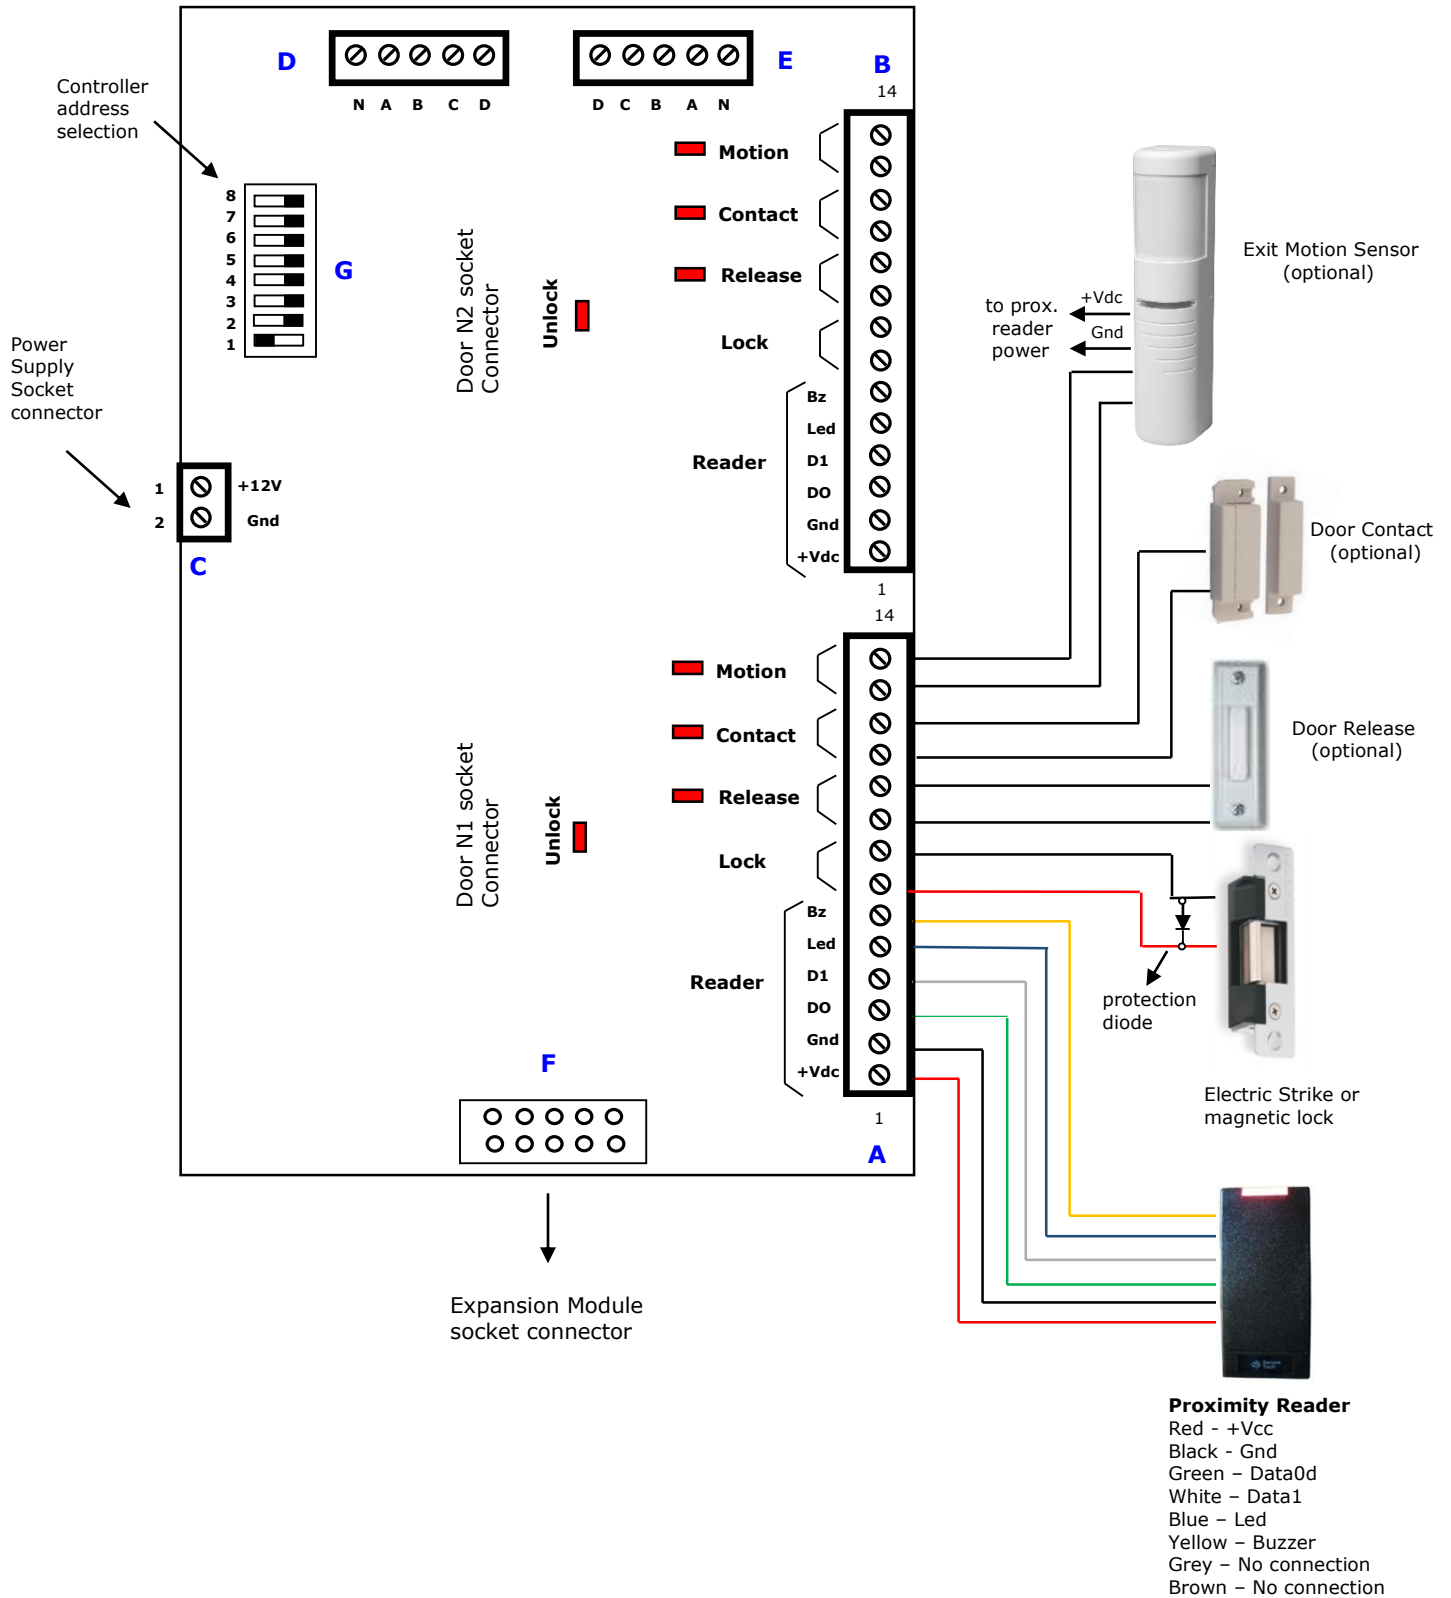 D
E
B
14
N A B C D
D C B A N
Controller
address
selection
8
7
6
5
4
3
2
1
G
Door N2 socket
Connector
Unlock
Motion
Contact
Release
Lock
Reader
Bz
Led
D1
DO
Gnd
+Vdc
1
Power
Supply
Socket
connector
1 +12V
2 Gnd
C
14
Door N1 socket
Connector
Unlock
Motion
Contact
Release
Lock
Reader
Bz
Led
D1
DO
Gnd
+Vdc
1
A
F
Expansion Module
socket connector
Exit Motion Sensor
(optional)
to prox.
reader
power
+Vdc
Gnd
Door Contact
(optional)
Door Release
(optional)
protection
diode
Electric Strike or
magnetic lock
Secure
Tech
Proximity Reader
Red - +Vcc
Black - Gnd
Green – Data0d
White – Data1
Blue – Led
Yellow – Buzzer
Grey – No connection
Brown – No connection